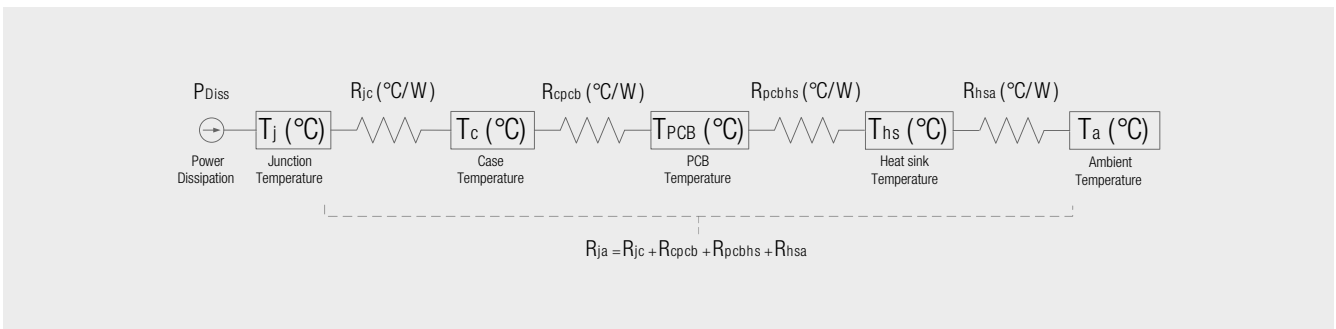 PDiss
Rjc (°C/W)
Rcpcb (°C/W)
Rpcbhs (°C/W)
Rhsa (°C/W)
Tj (°C)
Tc (°C)
TPCB (°C)
Ths (°C)
Ta (°C)
Power
Dissipation
Junction
Temperature
Case
Temperature
PCB
Temperature
Heat sink
Temperature
Ambient
Temperature
Rja =Rjc +Rcpcb +Rpcbhs +Rhsa